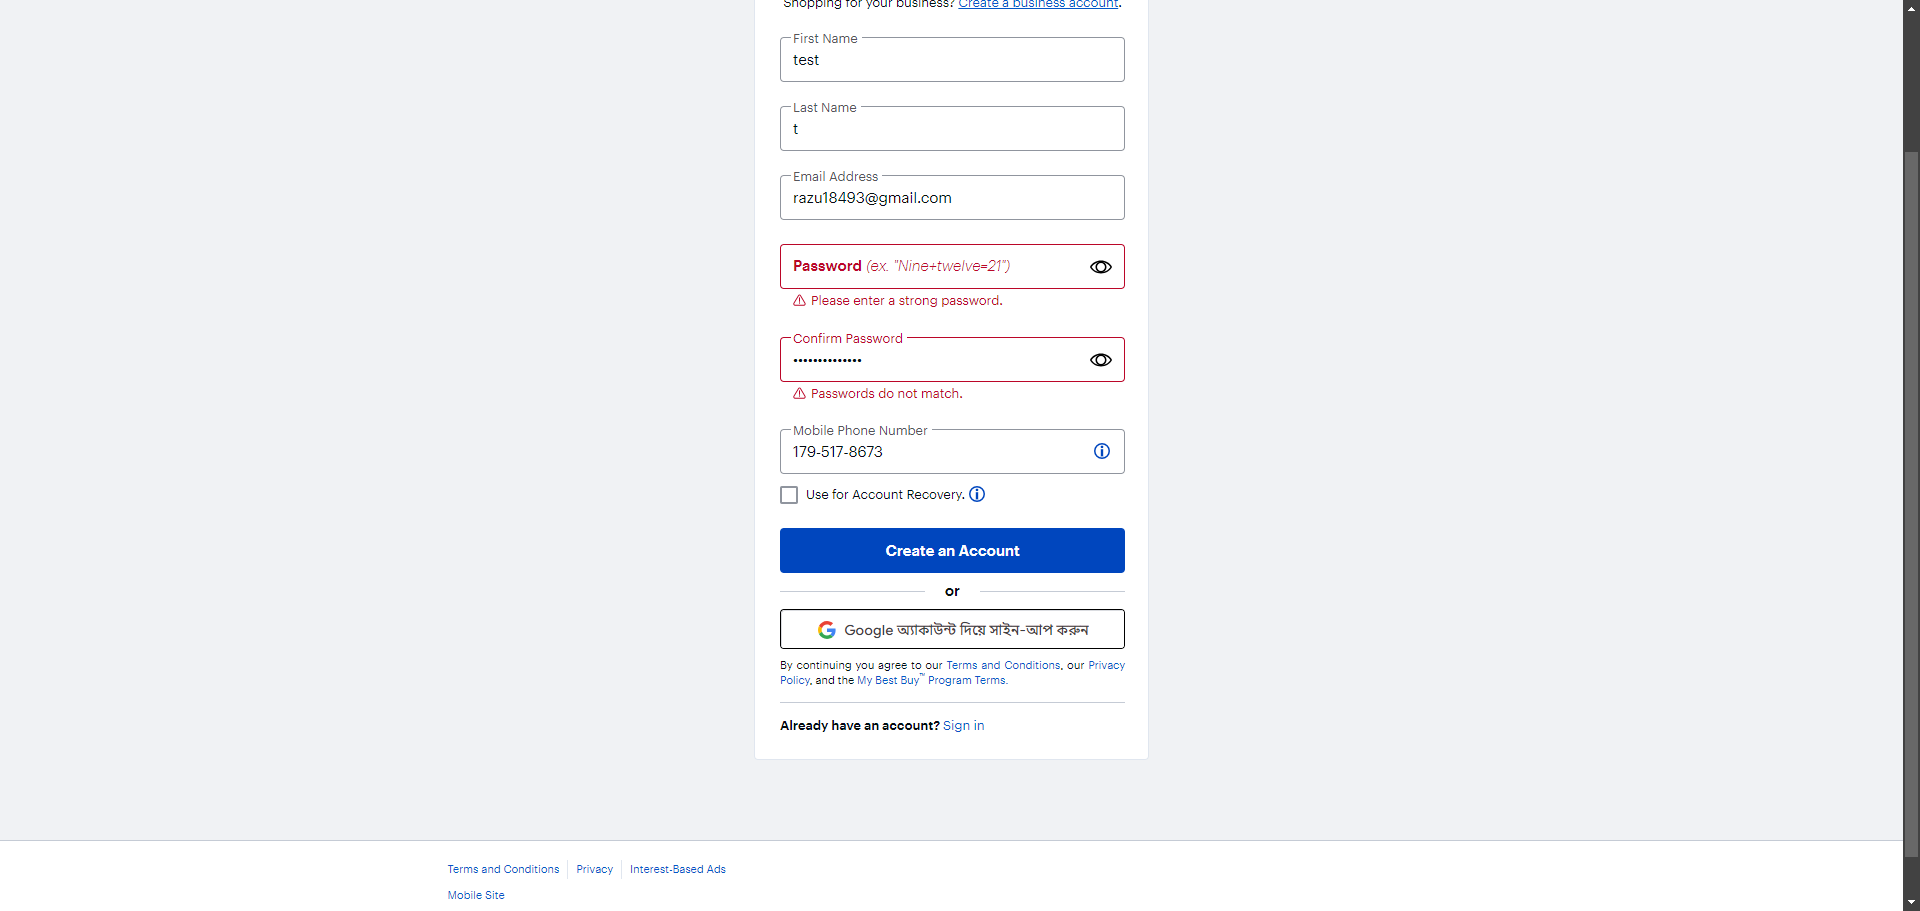 Shopping for your business? Create a business account.
First Name
test
Last Name
t
Email Address
razu18493@gmail.com
Password (ex. "Nine+twelve=21")
Please enter a strong password.
Confirm Password
••••••••••••••
Passwords do not match.
Mobile Phone Number
179-517-8673
Use for Account Recovery.
Create an Account
or
Google অ্যাকাউন্ট দিয়ে সাইন-আপ করুন
By continuing you agree to our Terms and Conditions, our Privacy
Policy, and the My Best Buy™ Program Terms.
Already have an account? Sign in
Terms and Conditions Privacy Interest-Based Ads
Mobile Site